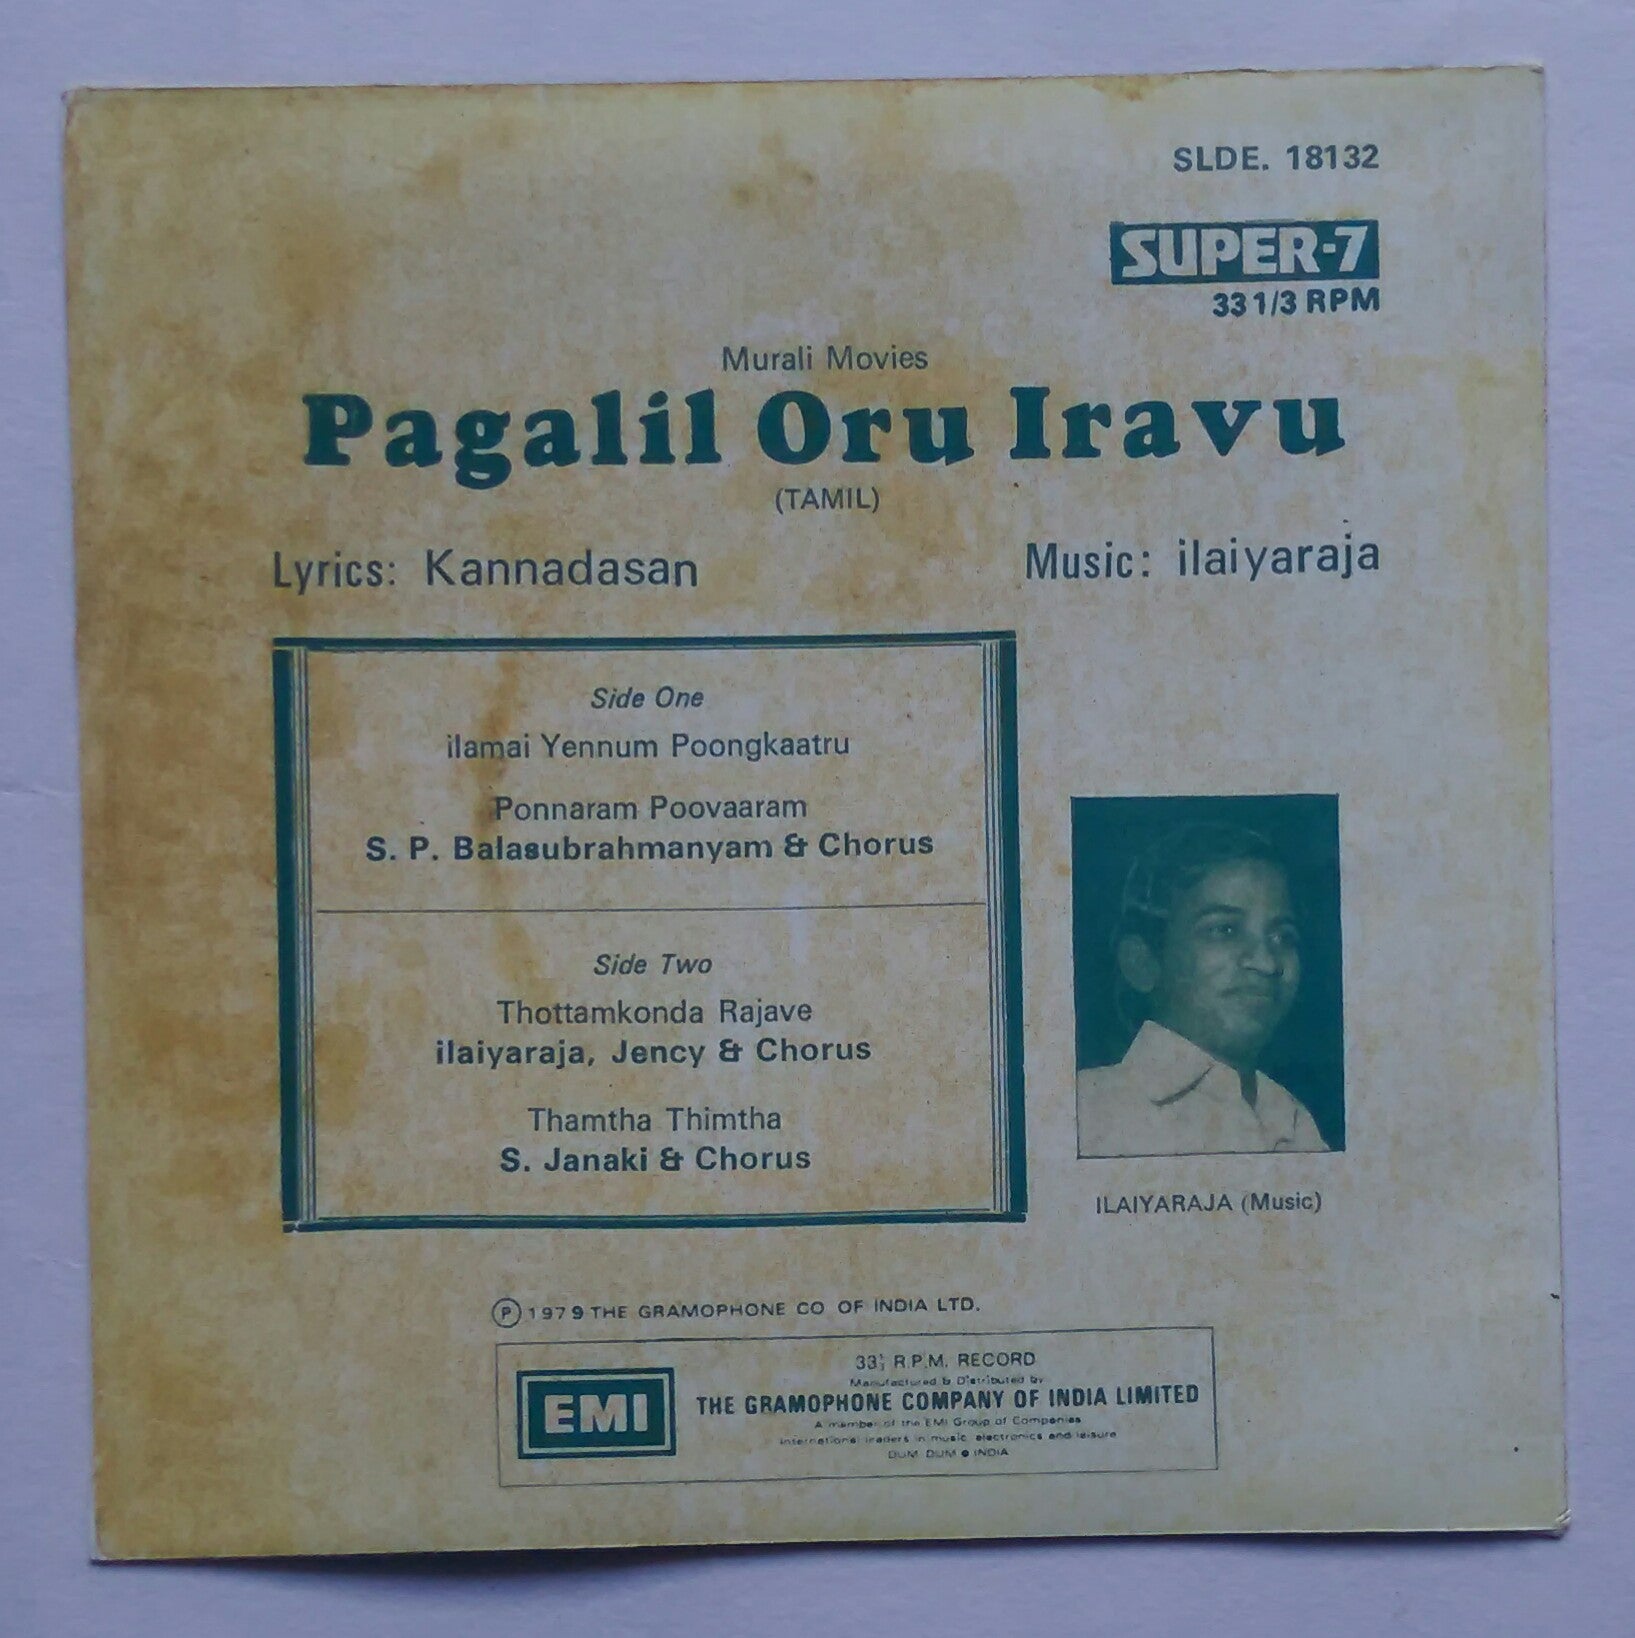 SLDE. 18132
SUPER-7
33 1/3 RPM
Murali Movies
Pagalil Oru Iravu
(TAMIL)
Lyrics: Kannadasan
Music: ilaiyaraja
Side One
ilamai Yennum Poongkaatru
Ponnaram Poovaaram
S. P. Balasubrahmanyam & Chorus
Side Two
Thottamkonda Rajave
ilaiyaraja, Jency & Chorus
Thamtha Thimtha
S. Janaki & Chorus
ILAIYARAJA (Music)
Ⓟ 1979 THE GRAMOPHONE CO OF INDIA LTD.
EMI
33⅓ R.P.M. RECORD
Manufactured & Distributed by
THE GRAMOPHONE COMPANY OF INDIA LIMITED
A member of the EMI Group of Companies
International leaders in music electronics and leisure
DUM DUM ● INDIA